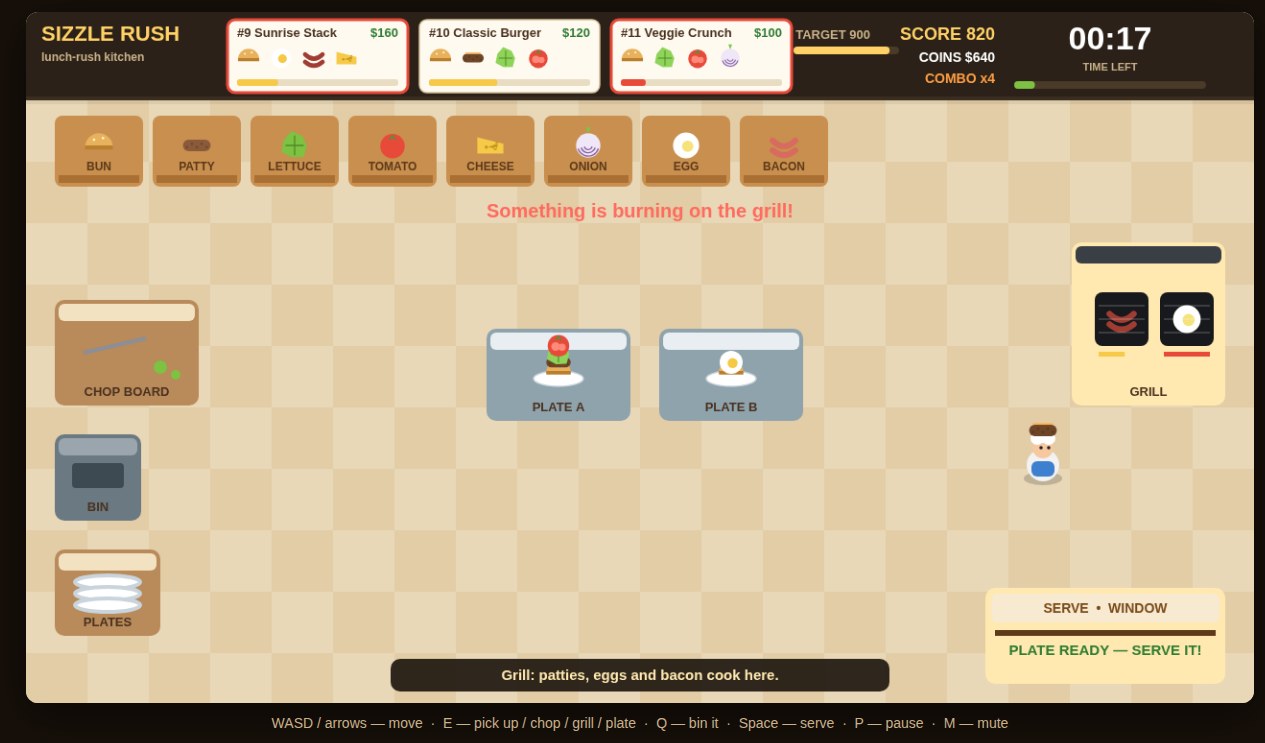 SIZZLE RUSH
lunch-rush kitchen
#9 Sunrise Stack $160
#10 Classic Burger $120
#11 Veggie Crunch $100
TARGET 900
SCORE 820
COINS $640
COMBO x4
00:17
TIME LEFT
BUN PATTY LETTUCE TOMATO CHEESE ONION EGG BACON
Something is burning on the grill!
CHOP BOARD
PLATE A
PLATE B
GRILL
BIN
PLATES
SERVE • WINDOW
PLATE READY — SERVE IT!
Grill: patties, eggs and bacon cook here.
WASD / arrows — move · E — pick up / chop / grill / plate · Q — bin it · Space — serve · P — pause · M — mute